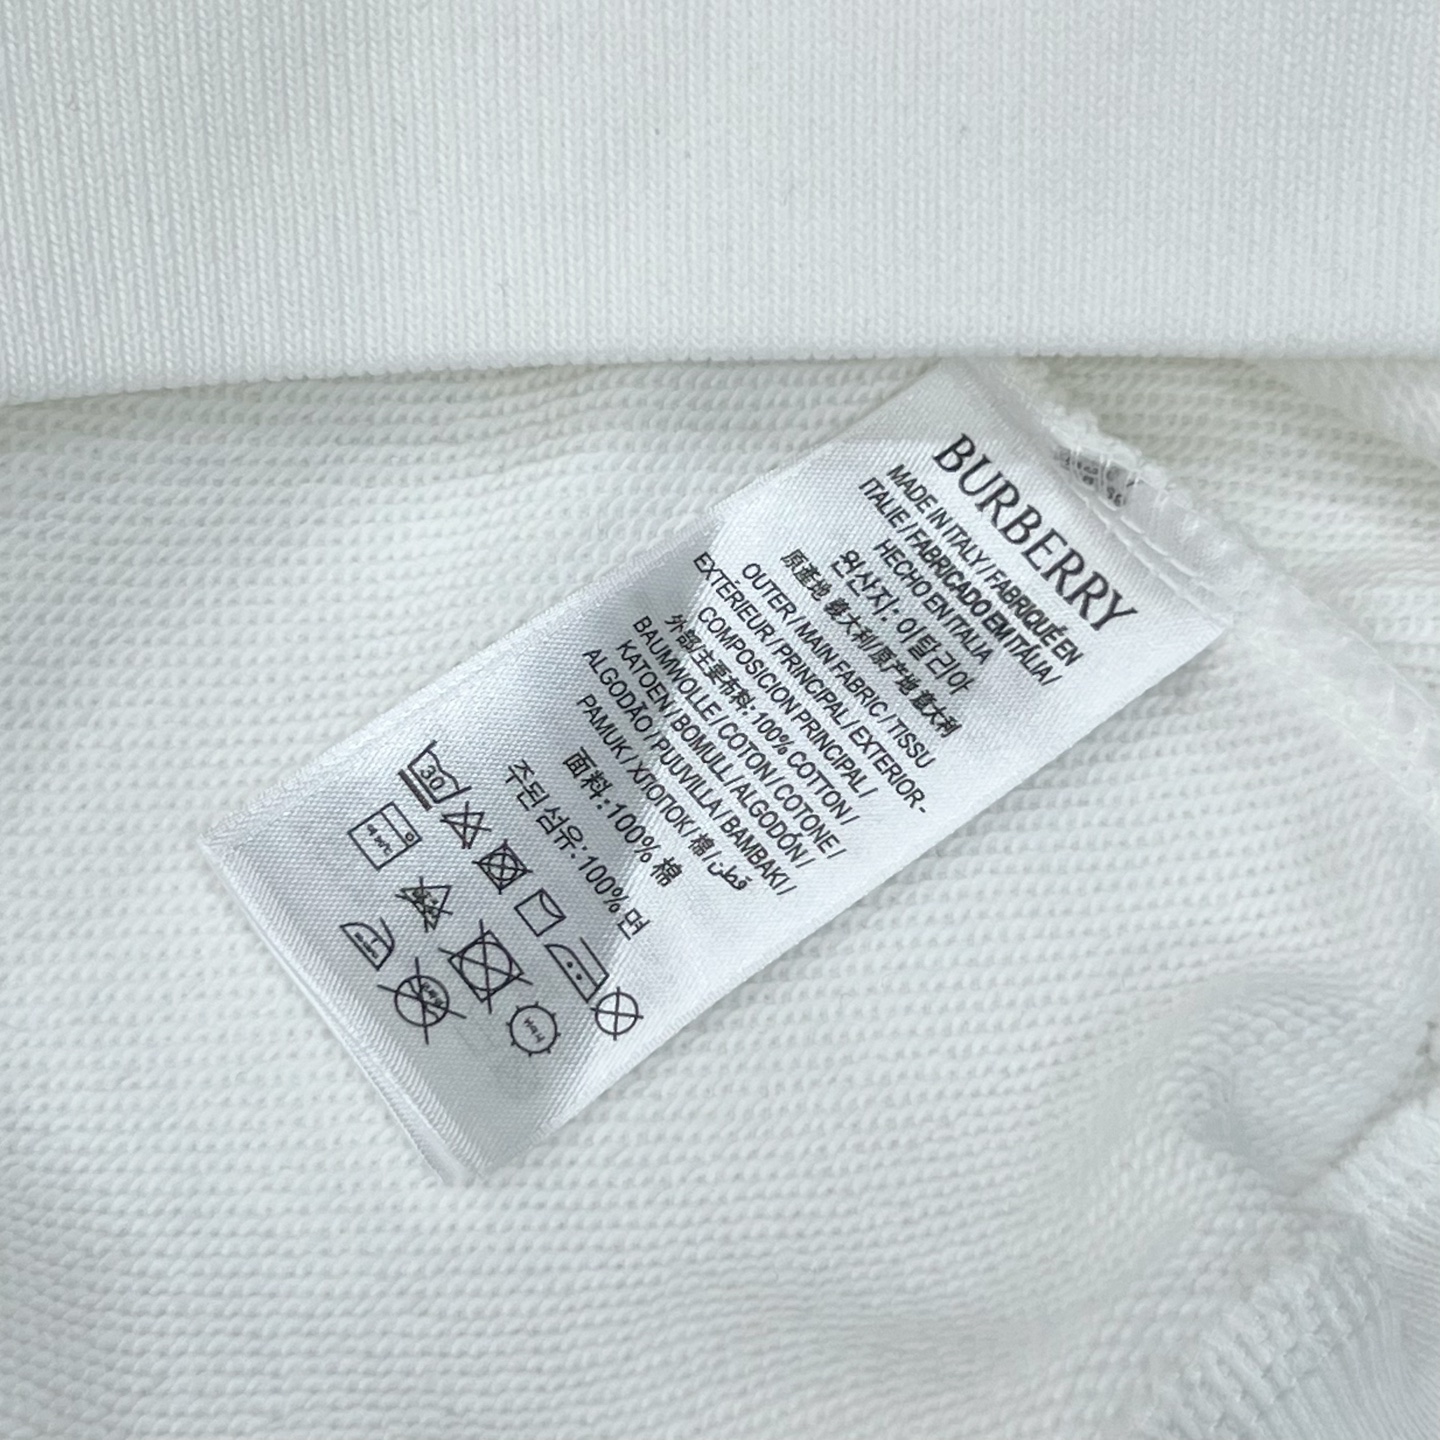 BURBERRY
MADE IN ITALY / FABRIQUÉ EN
ITALIE / FABRICADO EM ITÁLIA /
HECHO EN ITALIA
원산지: 이탈리아
原產地 義大利/原产地 意大利
OUTER / MAIN FABRIC / TISSU
EXTÉRIEUR / PRINCIPAL / EXTERIOR-
COMPOSICION PRINCIPAL /
外部/主要布料: 100% COTTON /
BAUMWOLLE / COTON / COTONE /
KATOEN / BOMULL / ALGODÓN /
ALGODÃO / PUUVILLA / BAMBAKI /
PAMUK / ХЛОПОК / 棉 / قطن
面料: 100% 棉
주된 섬유: 100% 면
30